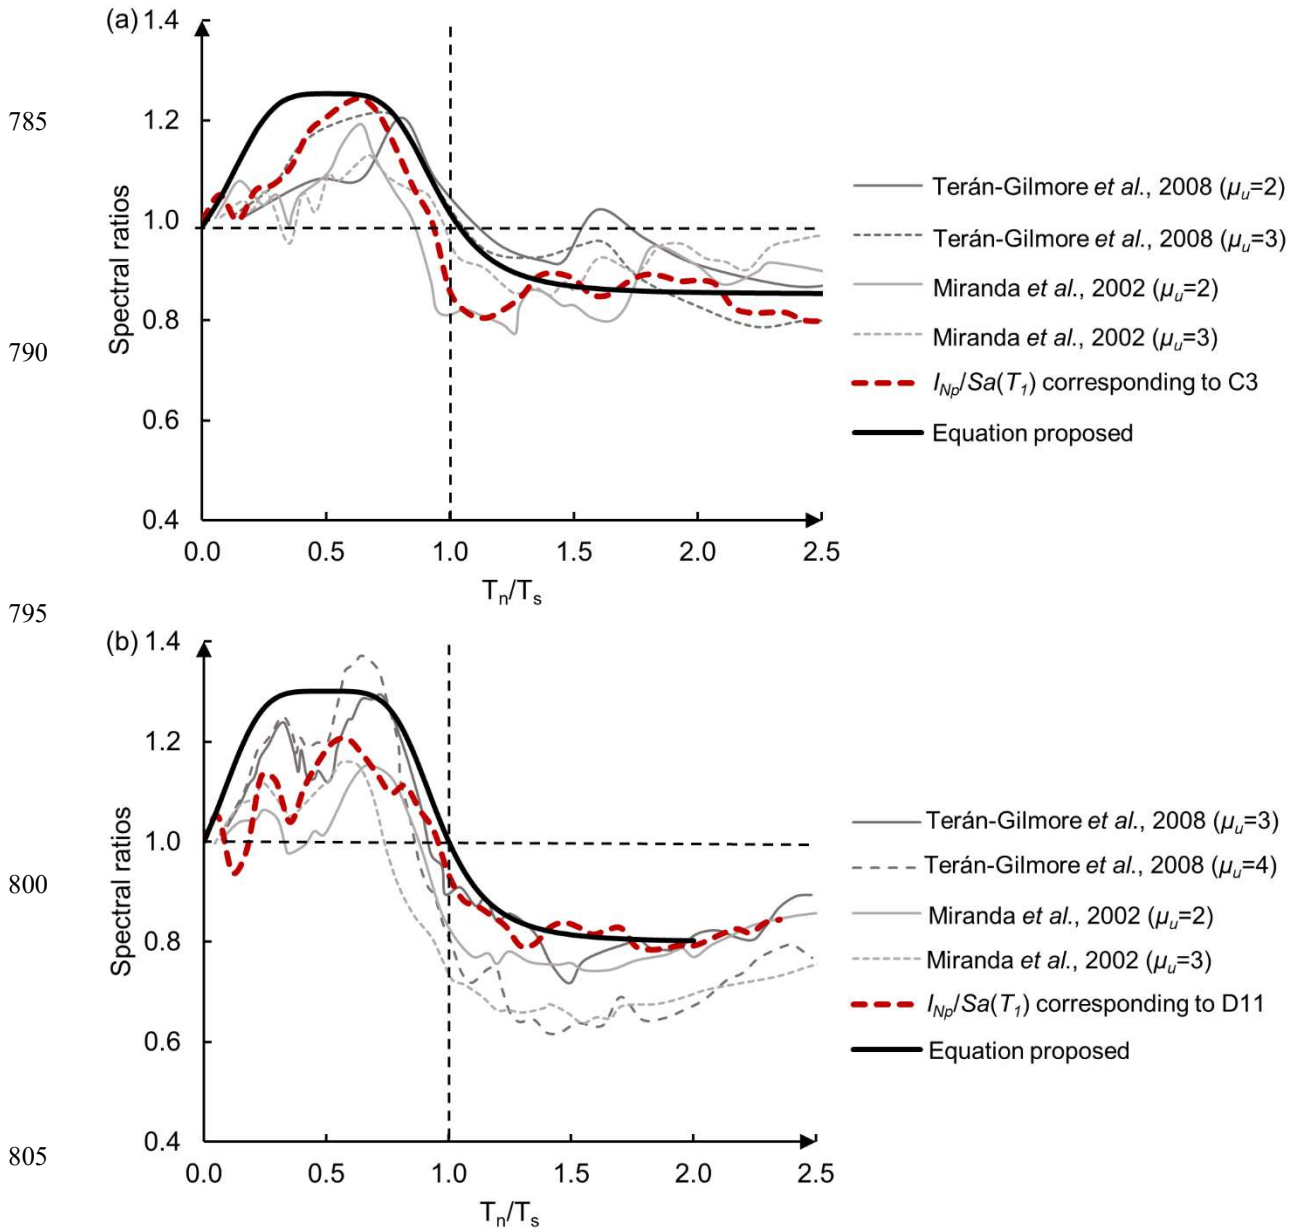 (a)
1.4
1.2
1.0
0.8
0.6
0.4
Spectral ratios
0.0 0.5 1.0 1.5 2.0 2.5
Tn/Ts
Terán-Gilmore et al., 2008 (μu=2)
Terán-Gilmore et al., 2008 (μu=3)
Miranda et al., 2002 (μu=2)
Miranda et al., 2002 (μu=3)
INp/Sa(T1) corresponding to C3
Equation proposed
785
790
795
(b)
1.4
1.2
1.0
0.8
0.6
0.4
Spectral ratios
0.0 0.5 1.0 1.5 2.0 2.5
Tn/Ts
Terán-Gilmore et al., 2008 (μu=3)
Terán-Gilmore et al., 2008 (μu=4)
Miranda et al., 2002 (μu=2)
Miranda et al., 2002 (μu=3)
INp/Sa(T1) corresponding to D11
Equation proposed
800
805